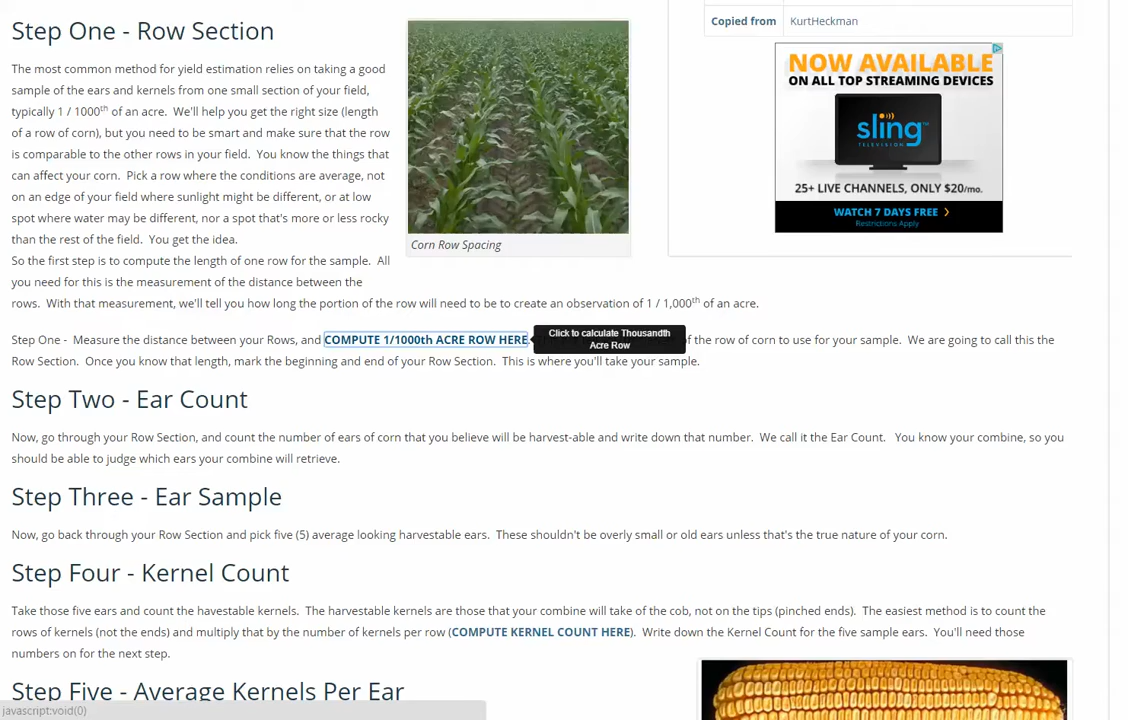 Step One - Row Section
The most common method for yield estimation relies on taking a good
sample of the ears and kernels from one small section of your field,
typically 1 / 1000th of an acre. We'll help you get the right size (length
of a row of corn), but you need to be smart and make sure that the row
is comparable to the other rows in your field. You know the things that
can affect your corn. Pick a row where the conditions are average, not
on an edge of your field where sunlight might be different, or at low
spot where water may be different, nor a spot that's more or less rocky
than the rest of the field. You get the idea.
So the first step is to compute the length of one row for the sample. All
you need for this is the measurement of the distance between the
rows. With that measurement, we'll tell you how long the portion of the row will need to be to create an observation of 1 / 1,000th of an acre.
Corn Row Spacing
Copied from KurtHeckman
NOW AVAILABLE
ON ALL TOP STREAMING DEVICES
sling
TELEVISION
25+ LIVE CHANNELS, ONLY $20/mo.
WATCH 7 DAYS FREE >
Restrictions Apply
Step One - Measure the distance between your Rows, and COMPUTE 1/1000th ACRE ROW HERE of the row of corn to use for your sample. We are going to call this the
Click to calculate Thousandth
Acre Row
Row Section. Once you know that length, mark the beginning and end of your Row Section. This is where you'll take your sample.
Step Two - Ear Count
Now, go through your Row Section, and count the number of ears of corn that you believe will be harvest-able and write down that number. We call it the Ear Count. You know your combine, so you
should be able to judge which ears your combine will retrieve.
Step Three - Ear Sample
Now, go back through your Row Section and pick five (5) average looking harvestable ears. These shouldn't be overly small or old ears unless that's the true nature of your corn.
Step Four - Kernel Count
Take those five ears and count the havestable kernels. The harvestable kernels are those that your combine will take of the cob, not on the tips (pinched ends). The easiest method is to count the
rows of kernels (not the ends) and multiply that by the number of kernels per row (COMPUTE KERNEL COUNT HERE). Write down the Kernel Count for the five sample ears. You'll need those
numbers on for the next step.
Step Five - Average Kernels Per Ear
javascript:void(0)